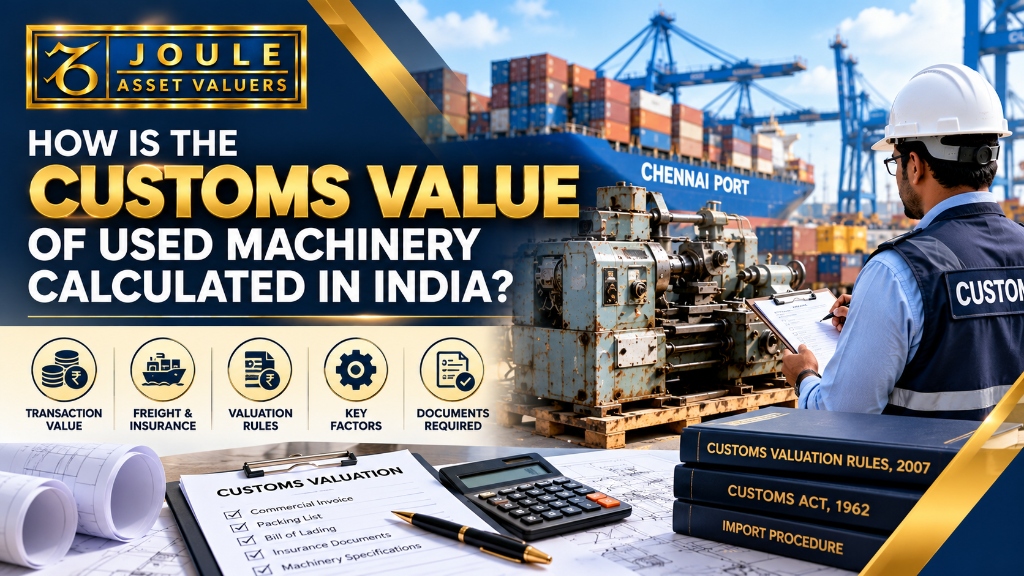 JOULE
ASSET VALUERS
HOW IS THE
CUSTOMS VALUE
OF USED MACHINERY
CALCULATED IN INDIA?
TRANSACTION
VALUE
FREIGHT &
INSURANCE
VALUATION
RULES
KEY
FACTORS
DOCUMENTS
REQUIRED
CHENNAI PORT
CUSTOM
CUSTOMS VALUATION
Commercial Invoice
Packing List
Bill of Lading
Insurance Documents
Machinery Specifications
CUSTOMS VALUATION RULES, 2007
CUSTOMS ACT, 1962
IMPORT PROCEDURE